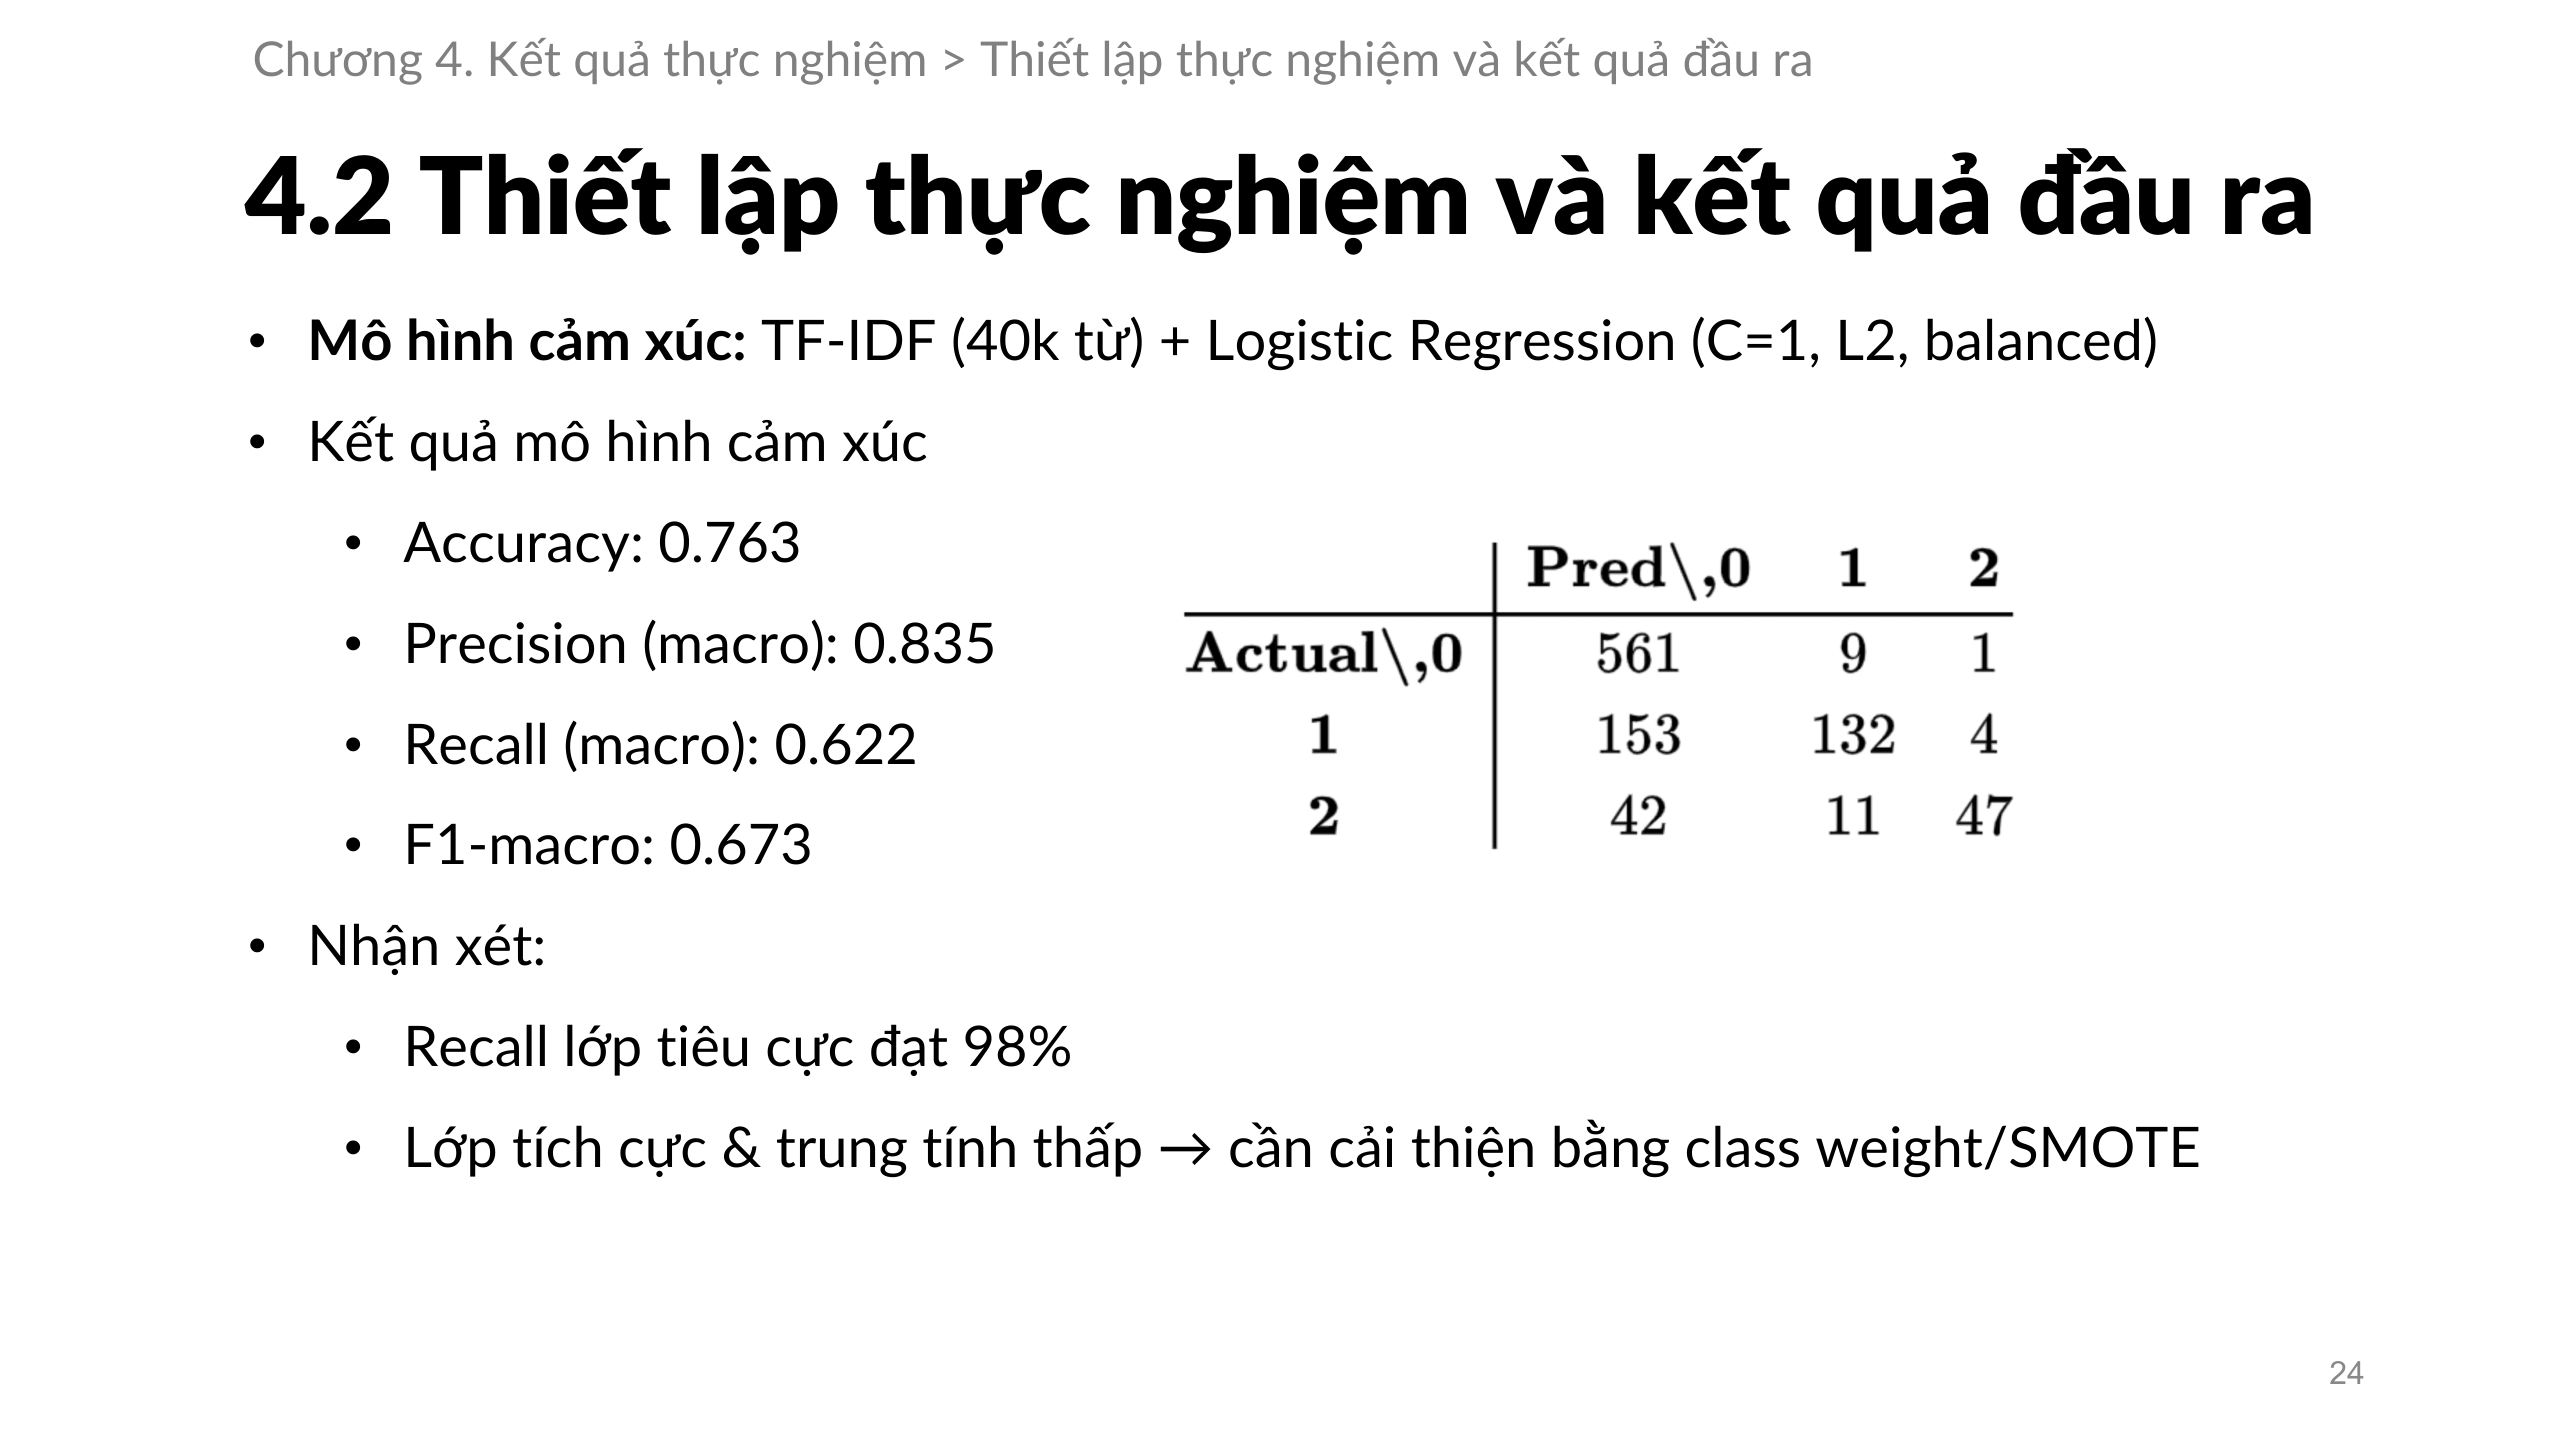 Chương 4. Kết quả thực nghiệm > Thiết lập thực nghiệm và kết quả đầu ra
4.2 Thiết lập thực nghiệm và kết quả đầu ra
• Mô hình cảm xúc: TF-IDF (40k từ) + Logistic Regression (C=1, L2, balanced)
• Kết quả mô hình cảm xúc
• Accuracy: 0.763
• Precision (macro): 0.835
• Recall (macro): 0.622
• F1-macro: 0.673
Pred\,0 1 2
Actual\,0 561 9 1
1 153 132 4
2 42 11 47
• Nhận xét:
• Recall lớp tiêu cực đạt 98%
• Lớp tích cực & trung tính thấp → cần cải thiện bằng class weight/SMOTE
24